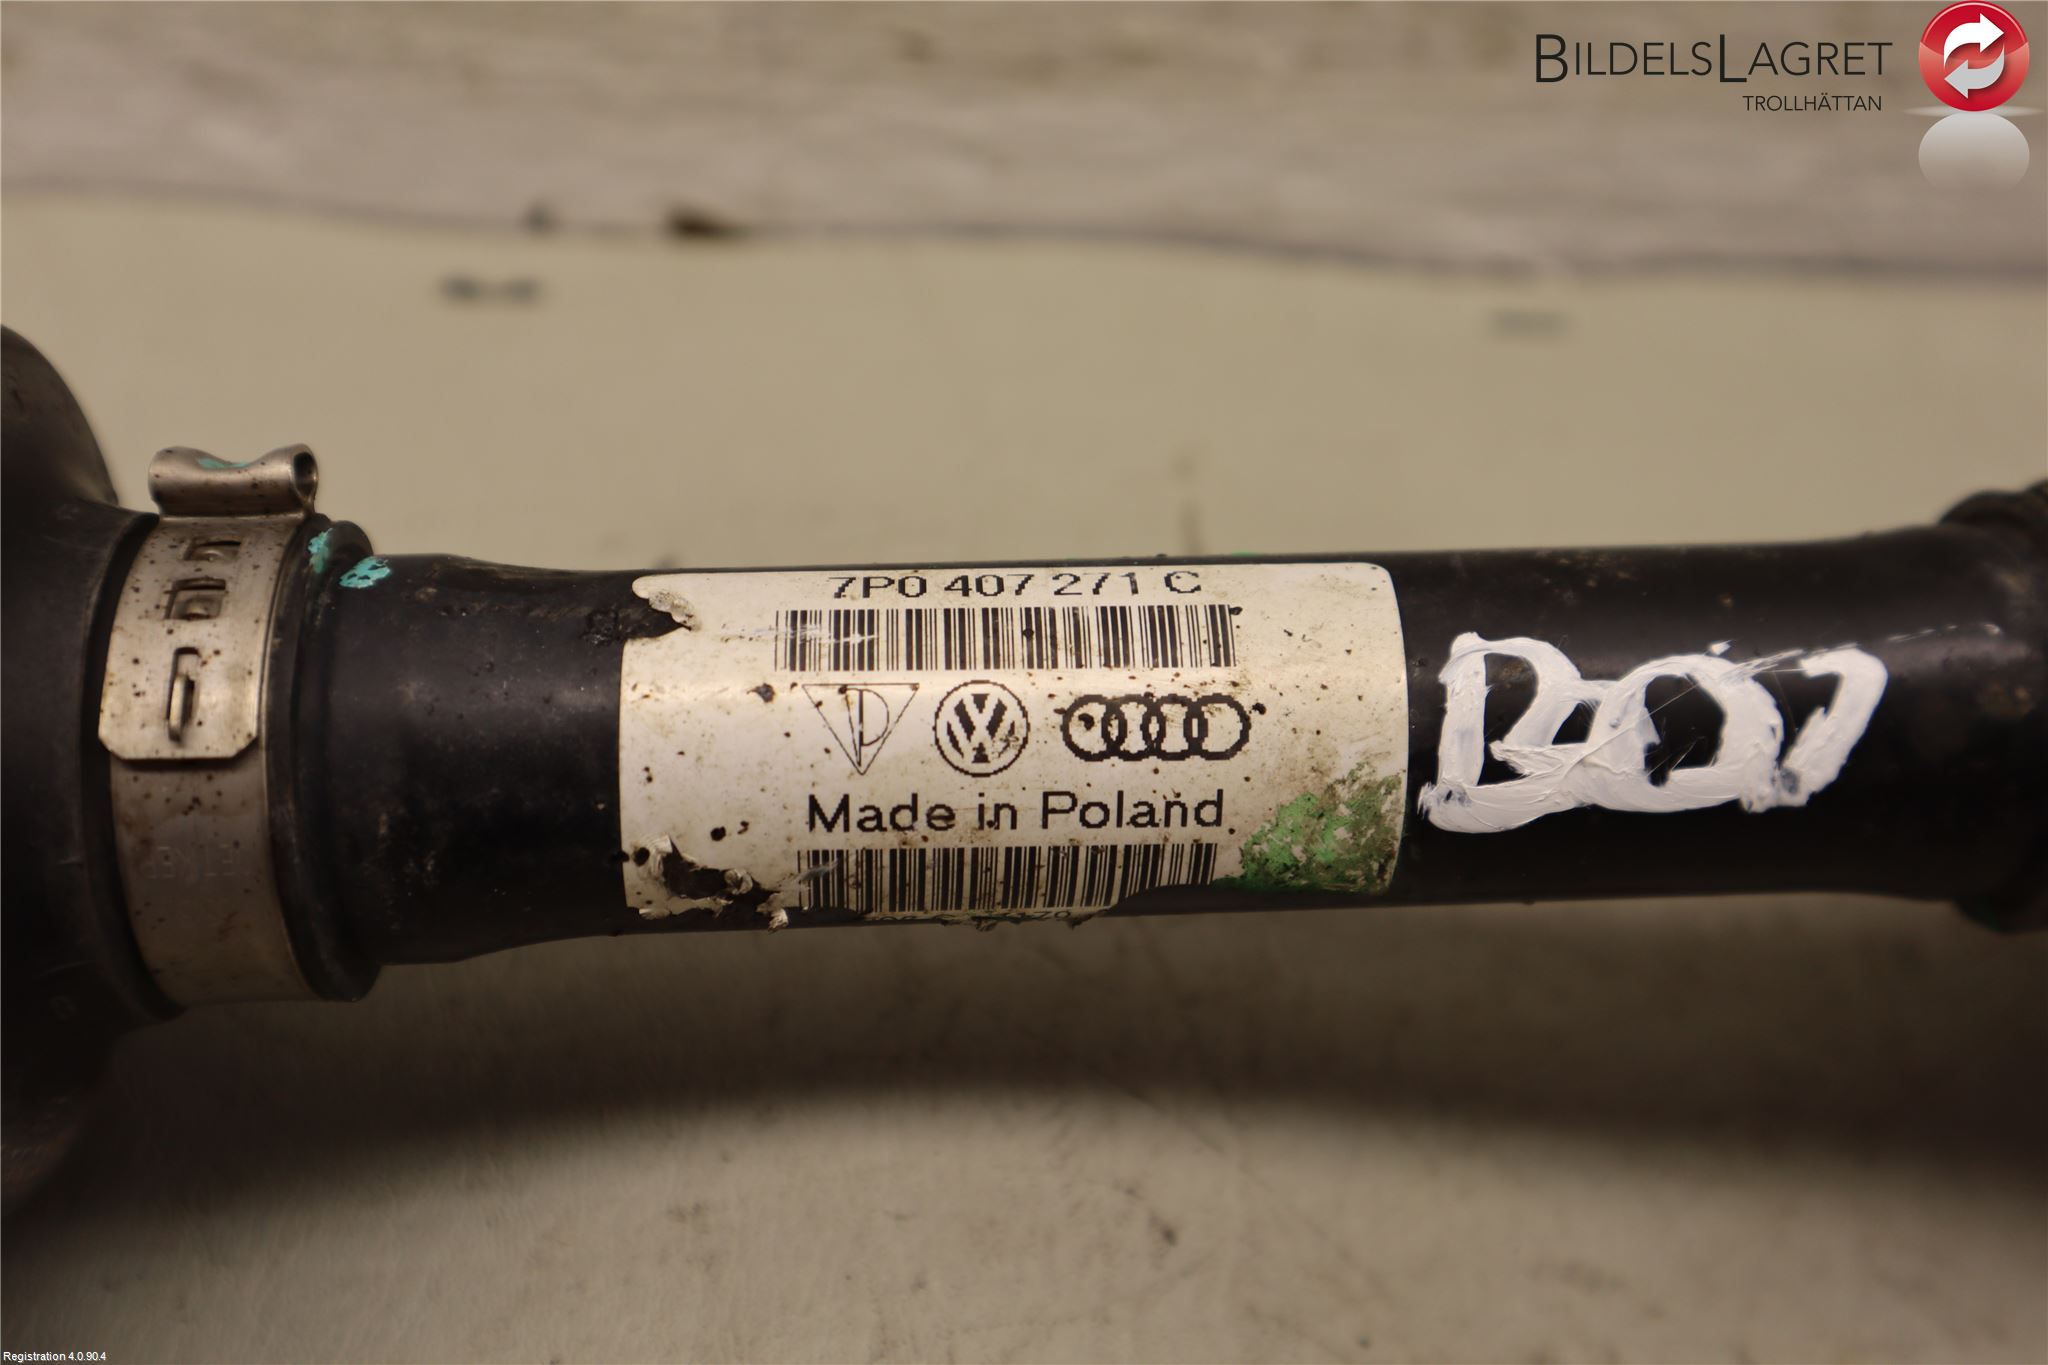 BILDELSLAGRET
TROLLHÄTTAN
7P0 407 271 C
Made in Poland
Registration 4.0.90.4